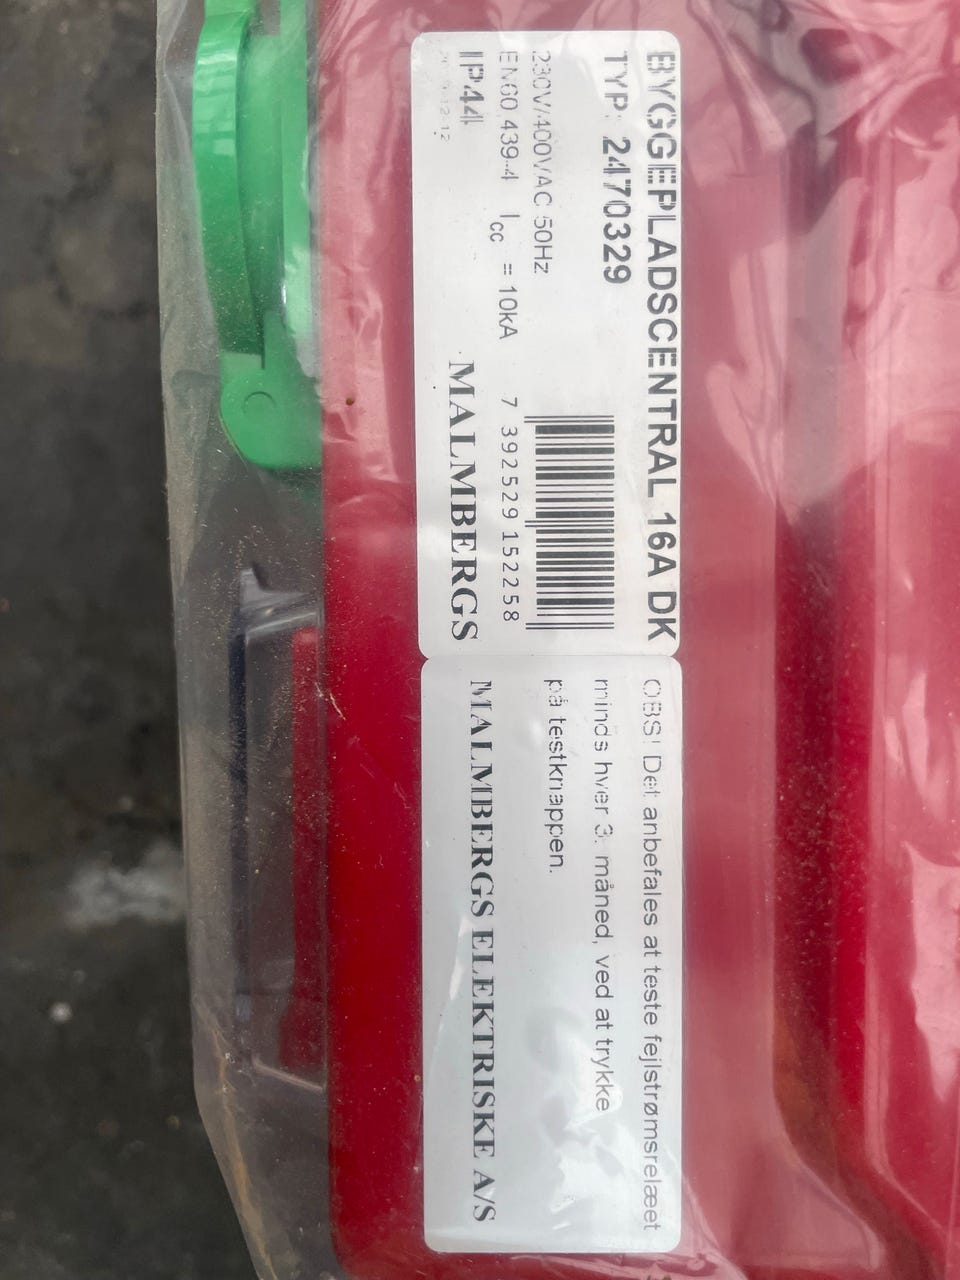 BYGGEPLADSCENTRAL 16A DK
TYP: 2470329
230V/400VAC 50Hz
EN60 439-4 Icc = 10kA
IP44
7 392529 152258
MALMBERGS
OBS! Det anbefales at teste fejlstrømsrelæet
minds hver 3. måned, ved at trykke
på testknappen.
MALMBERGS ELEKTRISKE A/S